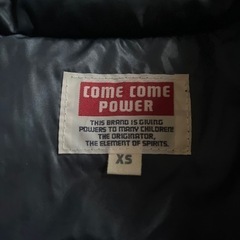 COME COME
POWER
THIS BRAND IS GIVING
POWERS TO MANY CHILDREN!
THE ORIGINATOR,
THE ELEMENT OF SPIRITS.
XS